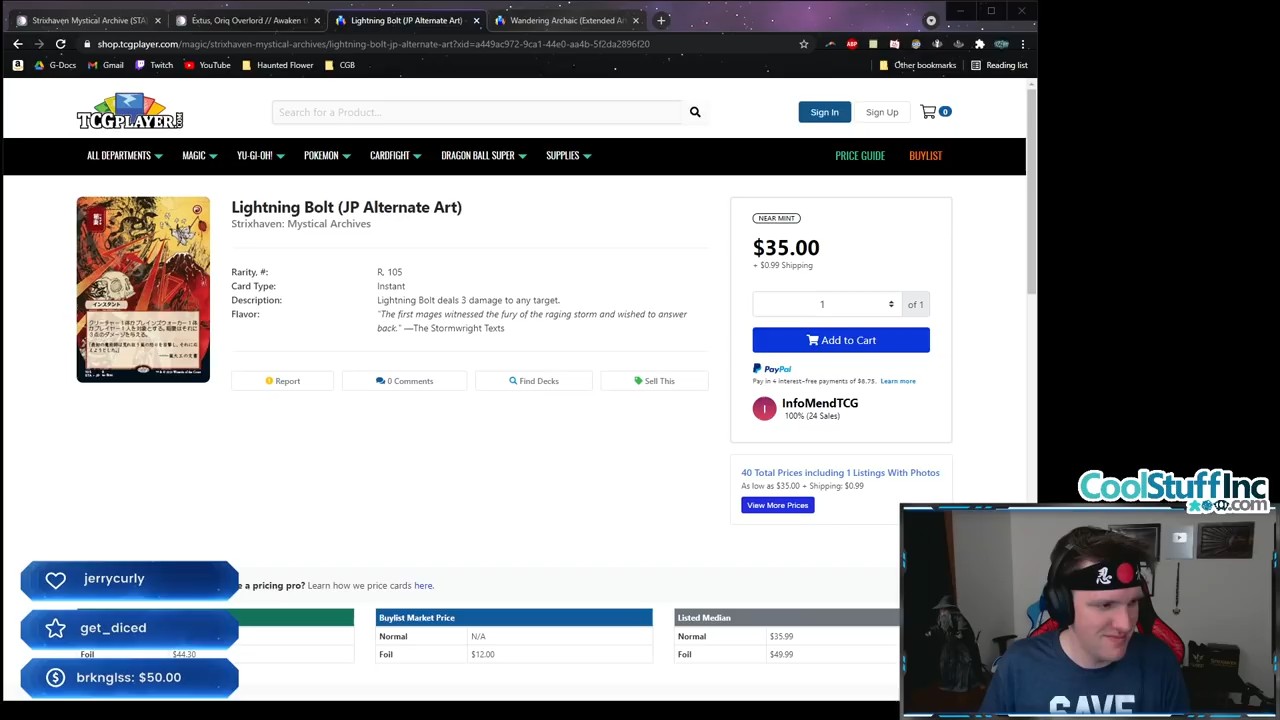 Strixhaven Mystical Archive (STA)
Extus, Oriq Overlord // Awaken t
Lightning Bolt (JP Alternate Art)
Wandering Archaic (Extended A
shop.tcgplayer.com/magic/strixhaven-mystical-archives/lightning-bolt-jp-alternate-art?xid=a449ac972-9ca1-44e0-aa4b-5f2da2896f20
G-Docs
Gmail
Twitch
YouTube
Haunted Flower
CGB
Other bookmarks
Reading list
TCGPLAYER.COM
Search for a Product...
Sign In
Sign Up
0
ALL DEPARTMENTS
MAGIC
YU-GI-OH!
POKEMON
CARDFIGHT
DRAGON BALL SUPER
SUPPLIES
PRICE GUIDE
BUYLIST
インスタント
Lightning Bolt (JP Alternate Art)
Strixhaven: Mystical Archives
Rarity, #: R, 105
Card Type: Instant
Description: Lightning Bolt deals 3 damage to any target.
Flavor: "The first mages witnessed the fury of the raging storm and wished to answer
back." —The Stormwright Texts
Report
0 Comments
Find Decks
Sell This
NEAR MINT
$35.00
+ $0.99 Shipping
1
of 1
Add to Cart
PayPal
Pay in 4 interest-free payments of $8.75. Learn more
I
InfoMendTCG
100% (24 Sales)
40 Total Prices including 1 Listings With Photos
As low as $35.00 + Shipping: $0.99
View More Prices
CoolStuffInc
.com
jerrycurly
get_diced
brknglss: $50.00
e a pricing pro? Learn how we price cards here.
Foil $44.30
Buylist Market Price
Normal N/A
Foil $12.00
Listed Median
Normal $35.99
Foil $49.99
SAVE